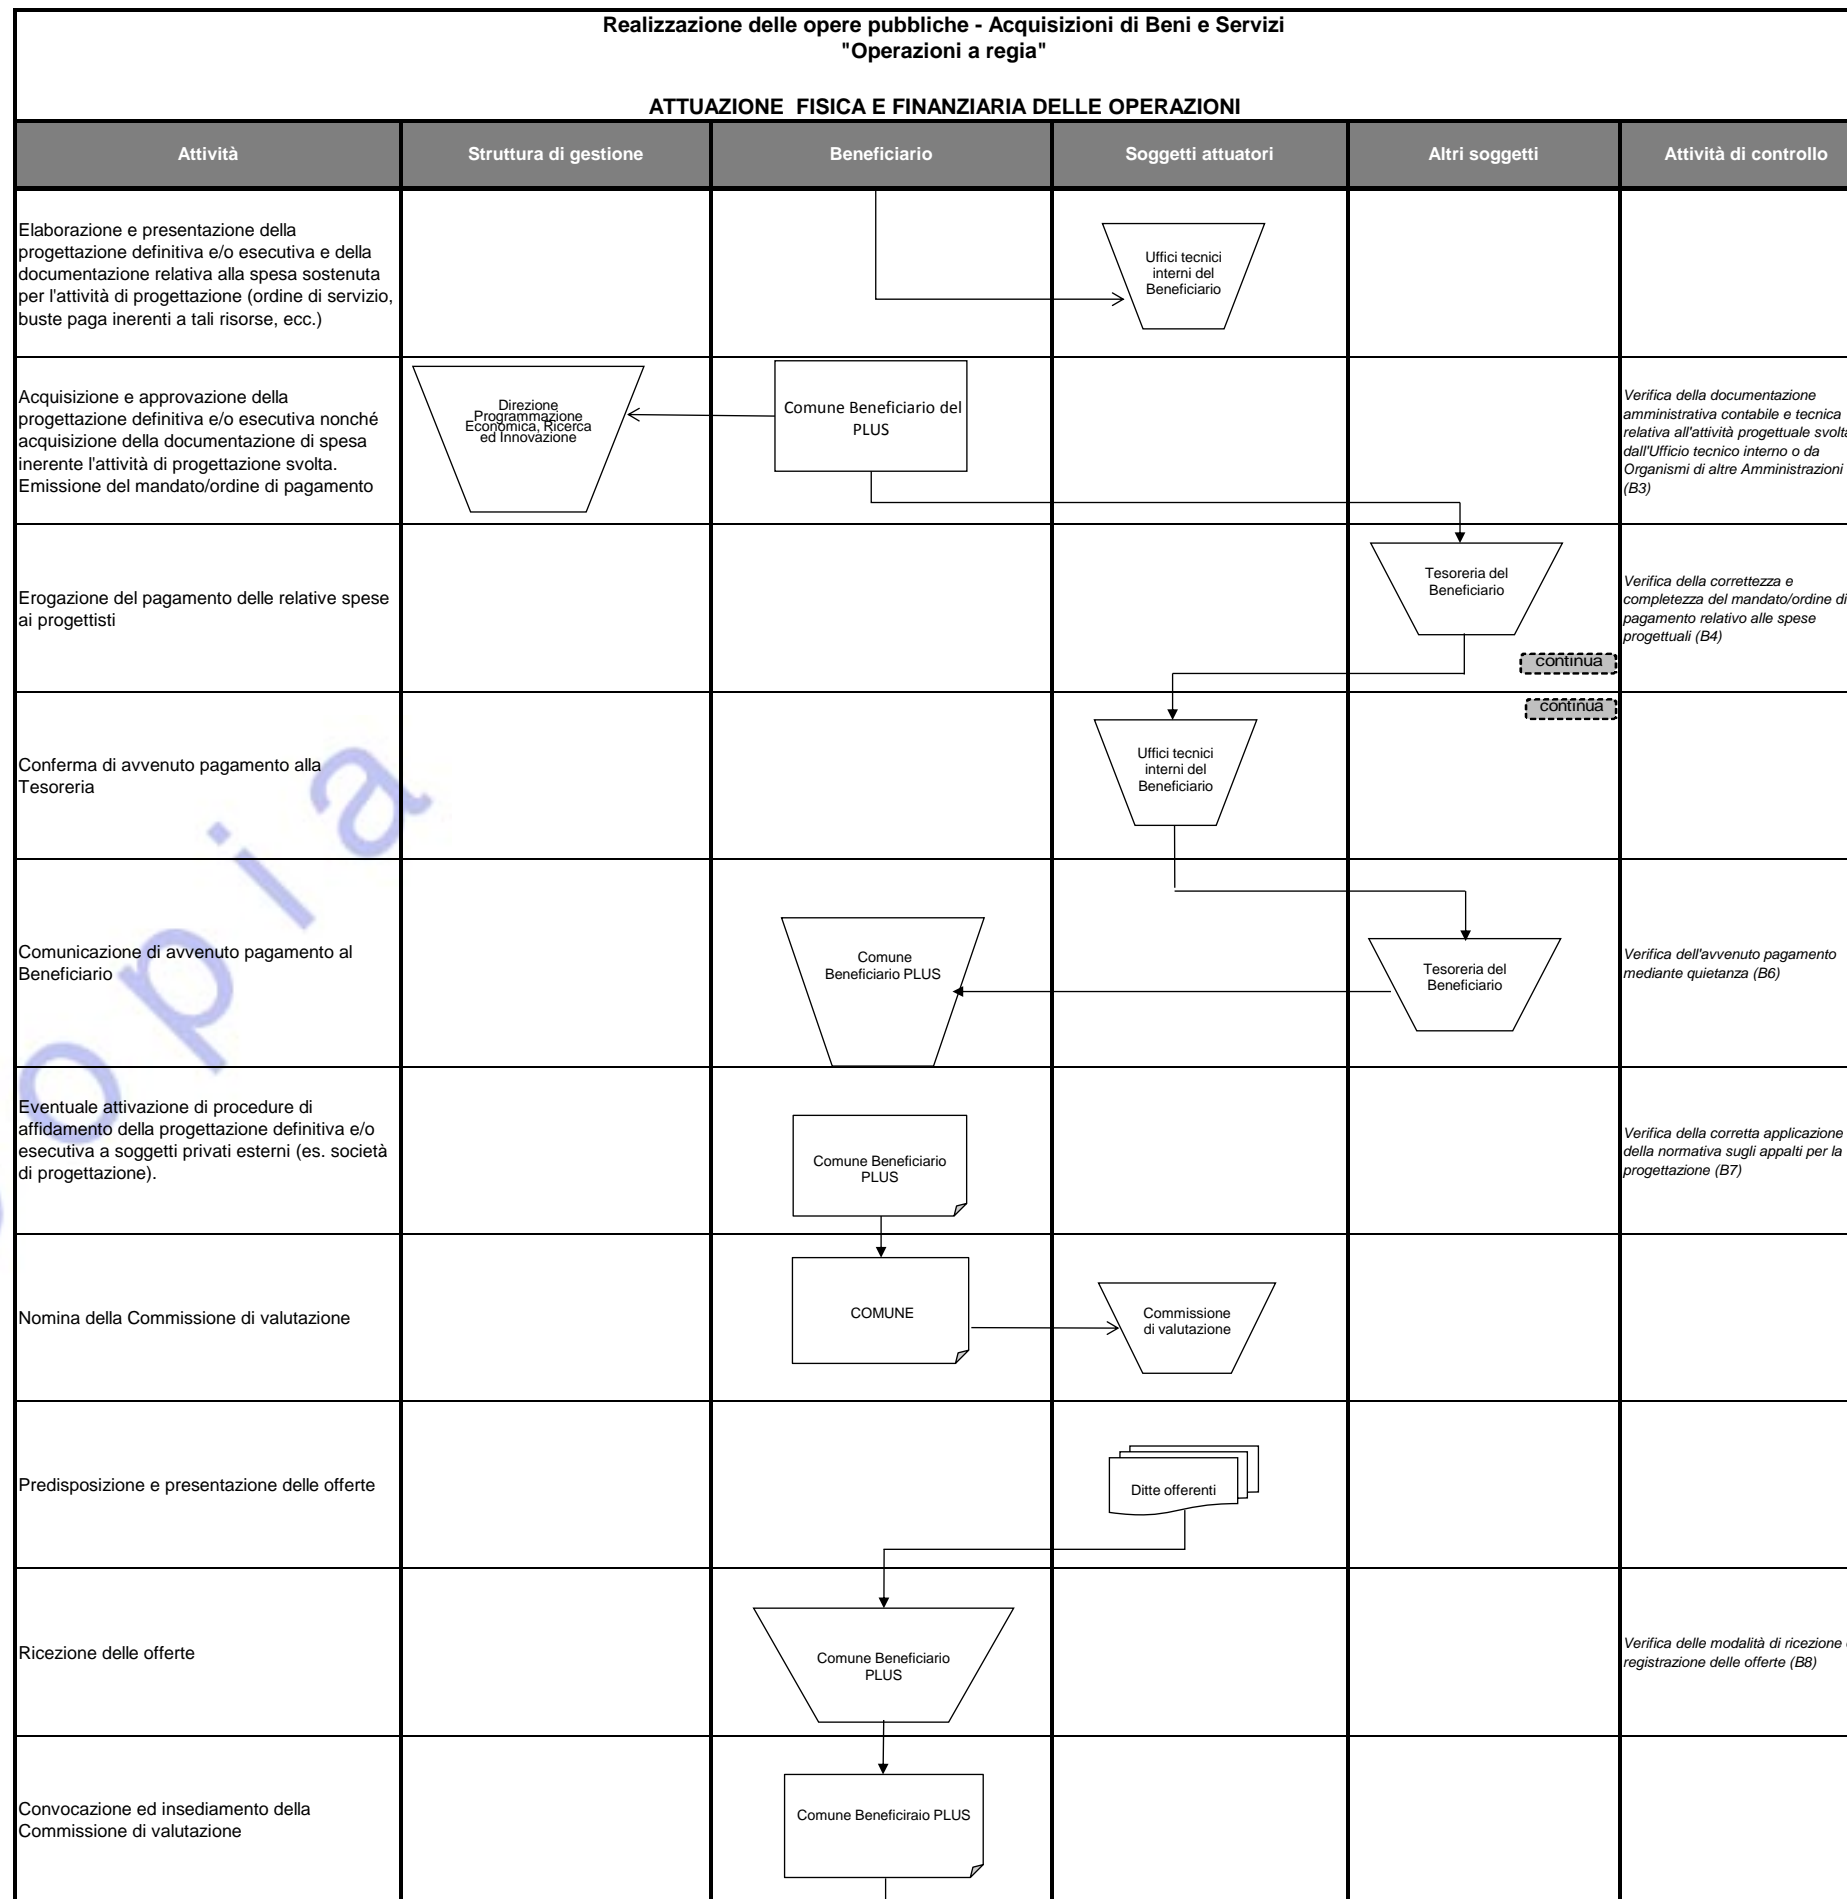 Realizzazione delle opere pubbliche - Acquisizioni di Beni e Servizi
"Operazioni a regia"
ATTUAZIONE FISICA E FINANZIARIA DELLE OPERAZIONI
Attività
Struttura di gestione
Beneficiario
Soggetti attuatori
Altri soggetti
Attività di controllo
Elaborazione e presentazione della
progettazione definitiva e/o esecutiva e della
documentazione relativa alla spesa sostenuta
per l'attività di progettazione (ordine di servizio,
buste paga inerenti a tali risorse, ecc.)
Uffici tecnici
interni del
Beneficiario
Acquisizione e approvazione della
progettazione definitiva e/o esecutiva nonché
acquisizione della documentazione di spesa
inerente l'attività di progettazione svolta.
Emissione del mandato/ordine di pagamento
Direzione
Programmazione
Economica, Ricerca
ed Innovazione
Comune Beneficiario del
PLUS
Verifica della documentazione
amministrativa contabile e tecnica
relativa all'attività progettuale svolta
dall'Ufficio tecnico interno o da
Organismi di altre Amministrazioni
(B3)
Erogazione del pagamento delle relative spese
ai progettisti
Tesoreria del
Beneficiario
continua
Verifica della correttezza e
completezza del mandato/ordine di
pagamento relativo alle spese
progettuali (B4)
continua
Conferma di avvenuto pagamento alla
Tesoreria
Uffici tecnici
interni del
Beneficiario
Comunicazione di avvenuto pagamento al
Beneficiario
Comune
Beneficiario PLUS
Tesoreria del
Beneficiario
Verifica dell'avvenuto pagamento
mediante quietanza (B6)
Eventuale attivazione di procedure di
affidamento della progettazione definitiva e/o
esecutiva a soggetti privati esterni (es. società
di progettazione).
Comune Beneficiario
PLUS
Verifica della corretta applicazione
della normativa sugli appalti per la
progettazione (B7)
Nomina della Commissione di valutazione
COMUNE
Commissione
di valutazione
Predisposizione e presentazione delle offerte
Ditte offerenti
Ricezione delle offerte
Comune Beneficiario
PLUS
Verifica delle modalità di ricezione
registrazione delle offerte (B8)
Convocazione ed insediamento della
Commissione di valutazione
Comune Beneficiraio PLUS
opia